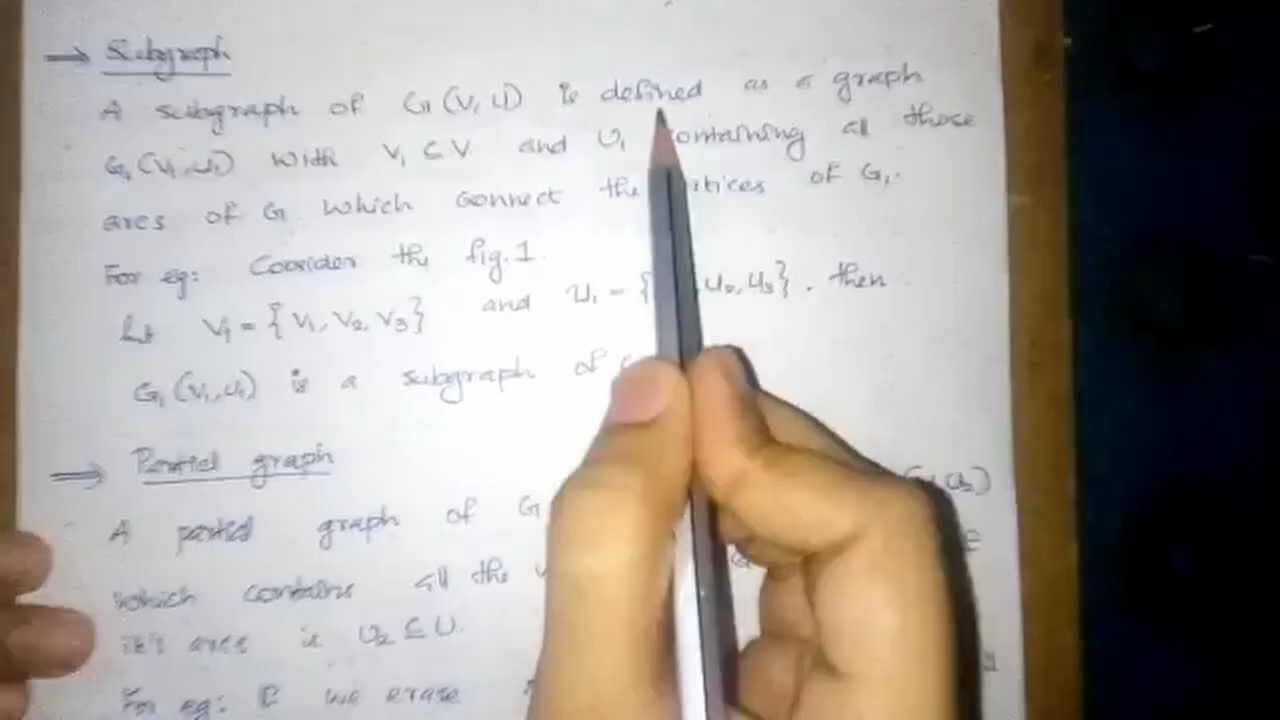 → Subgraph
A subgraph of G(V, U) is defined as a graph
G₁(V₁, U₁) with V₁ ⊆ V and U₁ containing all those
arcs of G which connect the of G₁.
For eg: Consider the fig.1.
Let V₁ = {V₁, V₂, V₃} and U₁ = { , U₂, U₃}, then
G₁(V₁, U₁) is a subgraph of
⇒ Partial graph
A partial graph of G U₂)
which contains all the
it's arcs is U₂ ⊆ U.
For eg: we erase